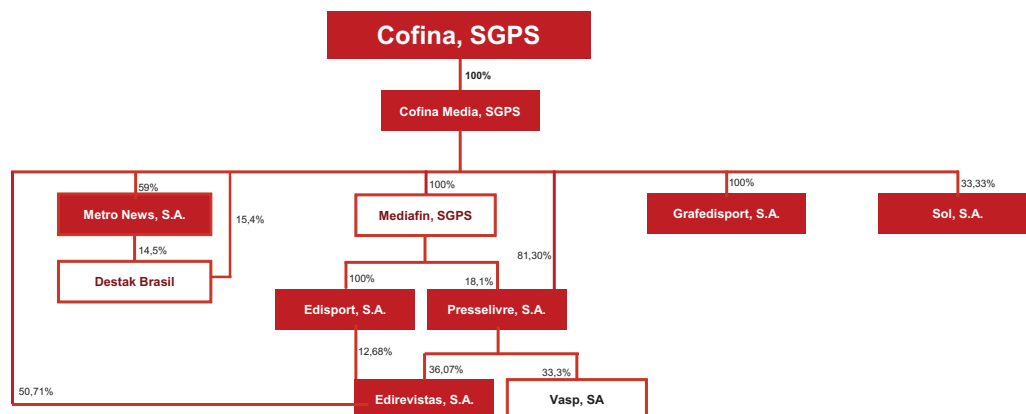 Cofina, SGPS
100%
Cofina Media, SGPS
59%
100%
100%
33,33%
Metro News, S.A.
15,4%
Mediafin, SGPS
Grafedisport, S.A.
Sol, S.A.
14,5%
81,30%
Destak Brasil
100%
18,1%
Edisport, S.A.
Presselivre, S.A.
12,68%
36,07%
33,3%
50,71%
Edirevistas, S.A.
Vasp, SA